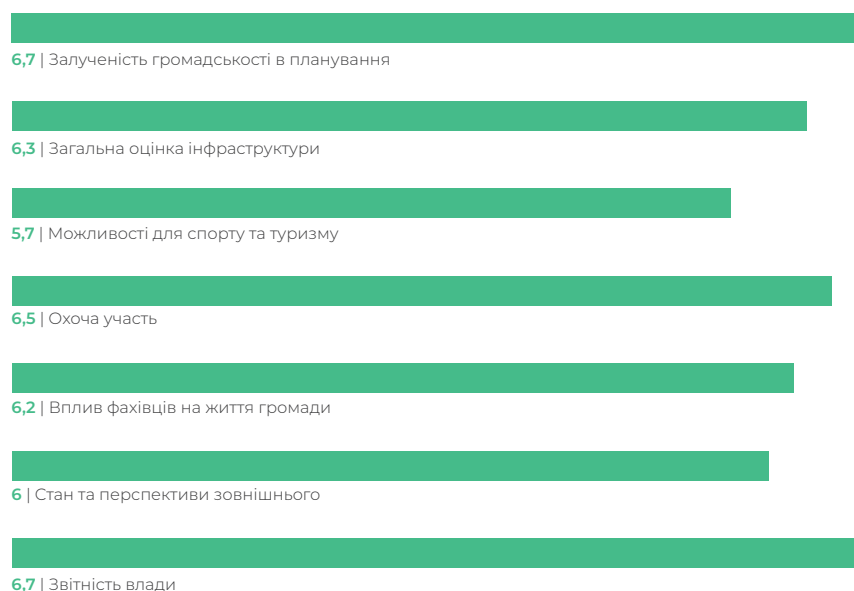 6,7 | Залученість громадськості в планування
6,3 | Загальна оцінка інфраструктури
5,7 | Можливості для спорту та туризму
6,5 | Охоча участь
6,2 | Вплив фахівців на життя громади
6 | Стан та перспективи зовнішнього
6,7 | Звітність влади